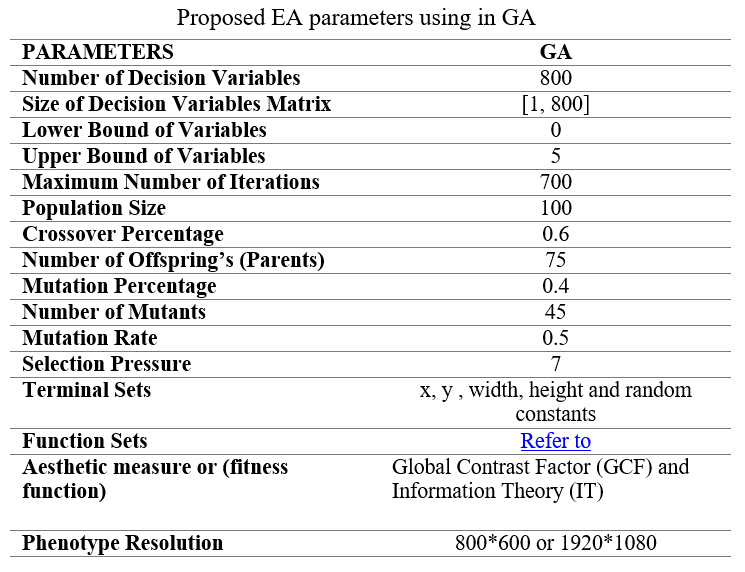 Proposed EA parameters using in GA
PARAMETERS GA
Number of Decision Variables 800
Size of Decision Variables Matrix [1, 800]
Lower Bound of Variables 0
Upper Bound of Variables 5
Maximum Number of Iterations 700
Population Size 100
Crossover Percentage 0.6
Number of Offspring’s (Parents) 75
Mutation Percentage 0.4
Number of Mutants 45
Mutation Rate 0.5
Selection Pressure 7
Terminal Sets x, y , width, height and random
constants
Function Sets Refer to
Aesthetic measure or (fitness Global Contrast Factor (GCF) and
function) Information Theory (IT)
Phenotype Resolution 800*600 or 1920*1080